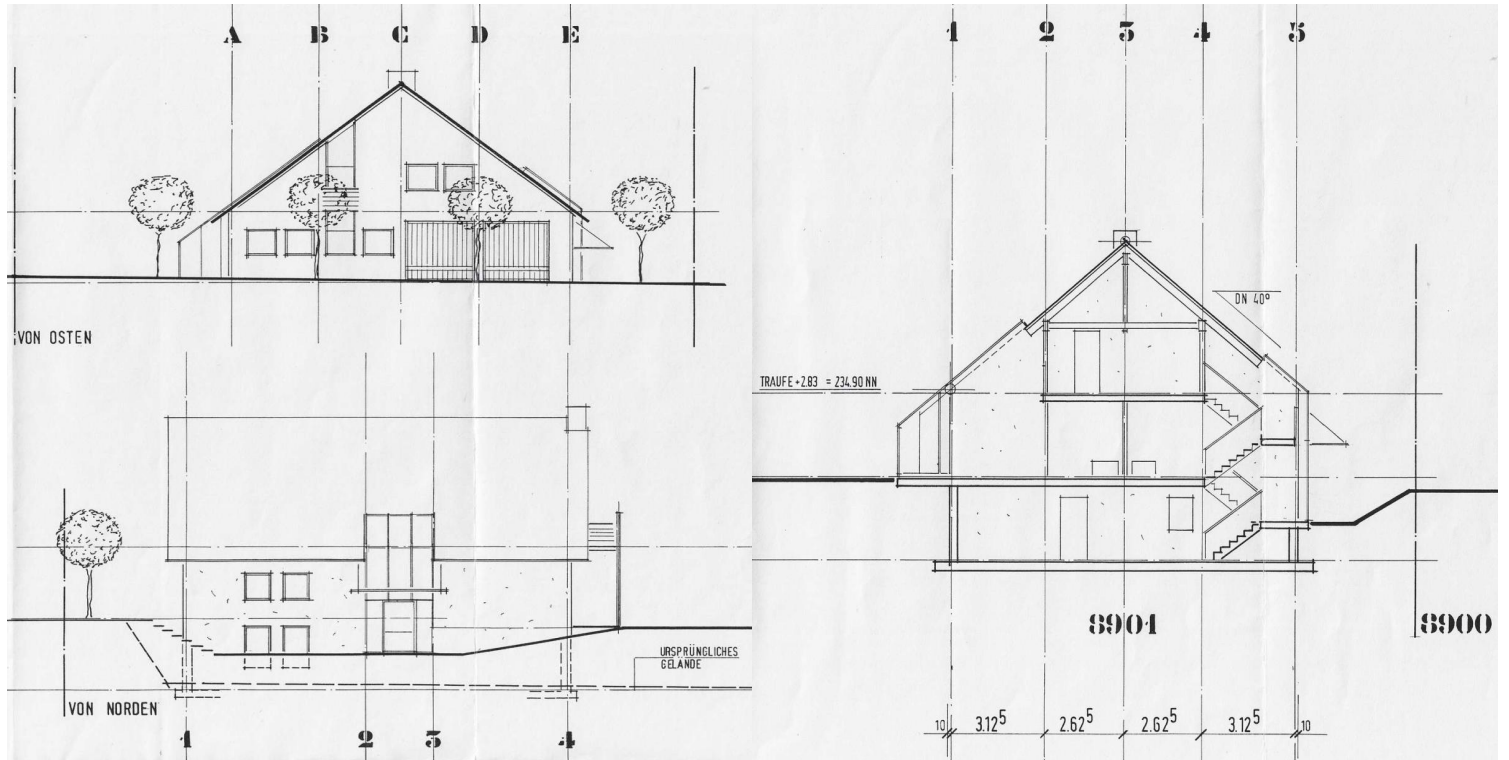 A B C D E
VON OSTEN
URSPRÜNGLICHES
GELÄNDE
VON NORDEN
1 2 3 4
1 2 3 4 5
DN 40°
TRAUFE +2.83 = 234.90 NN
8901 8900
10 3.12⁵ 2.62⁵ 2.62⁵ 3.12⁵ 10